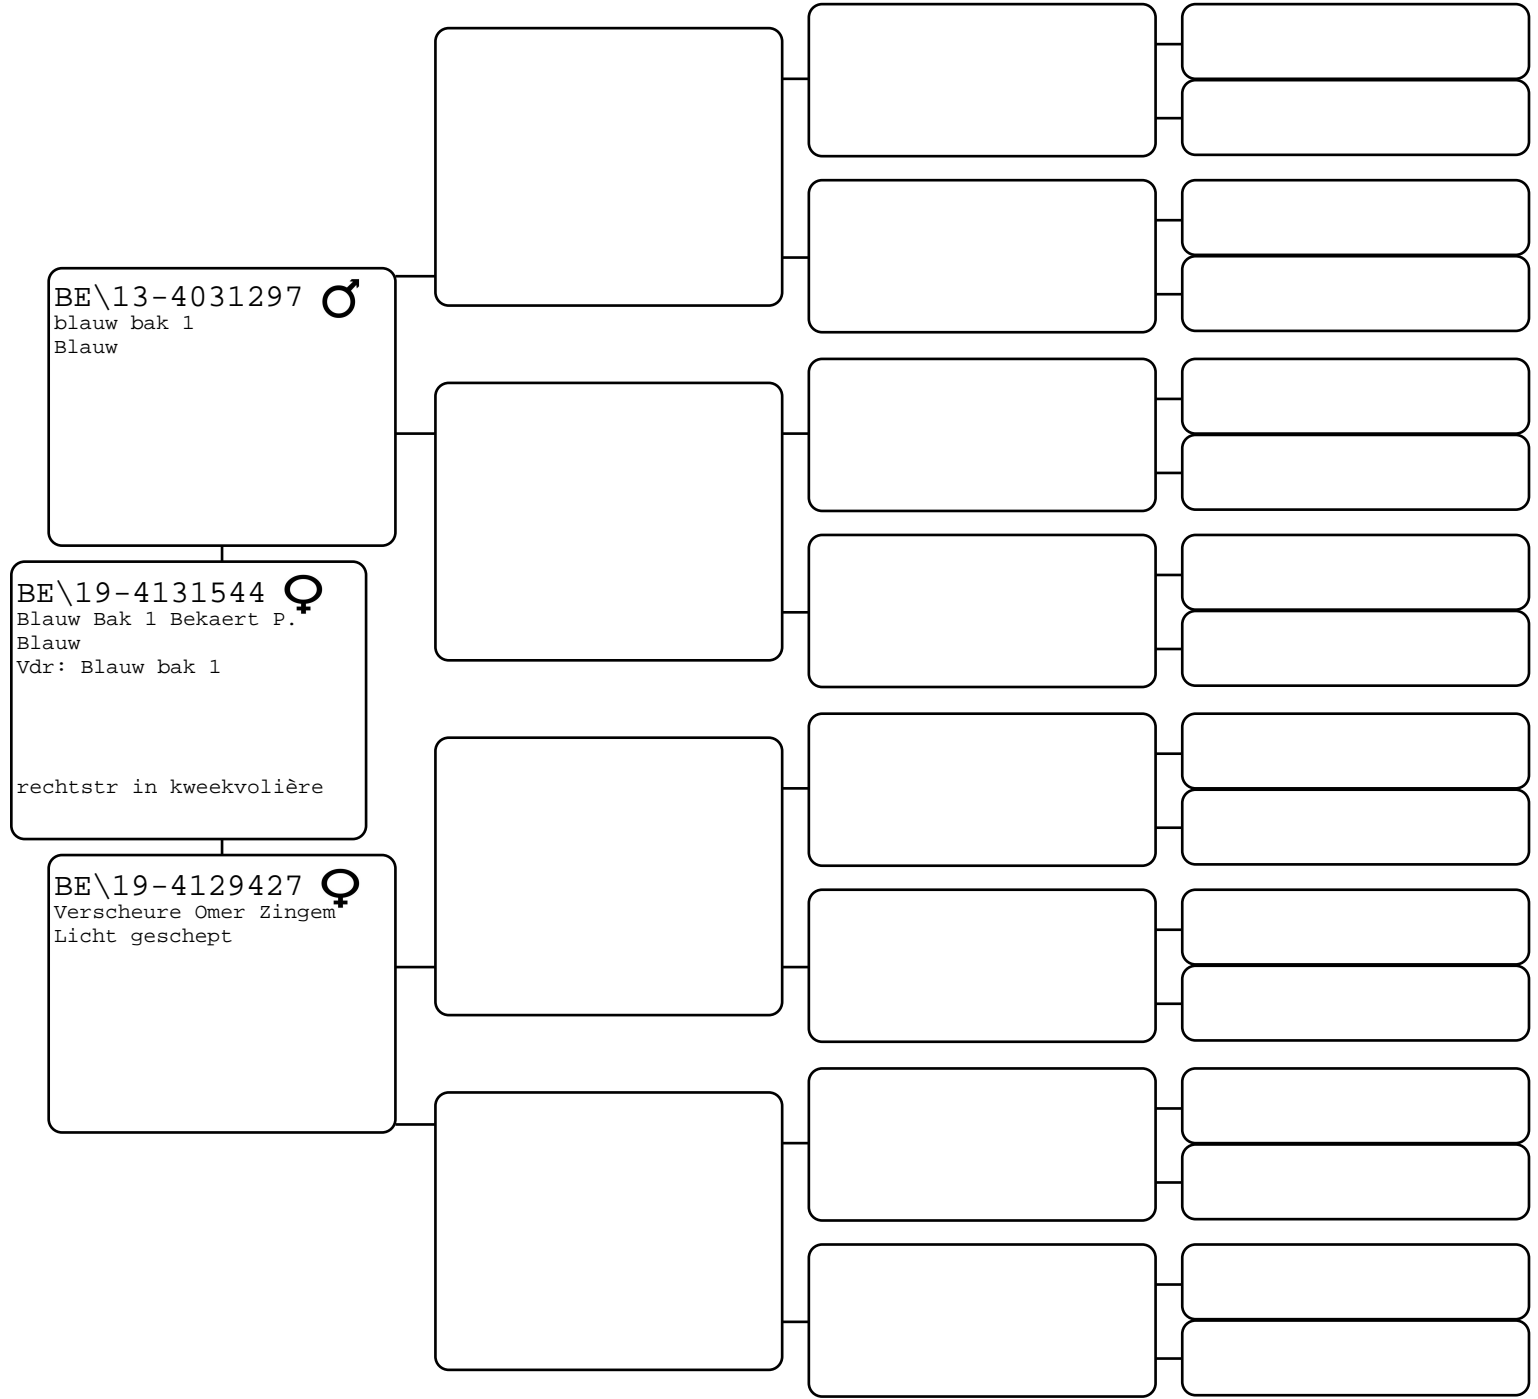 BE\13-4031297 ♂
blauw bak 1
Blauw
BE\19-4131544 ♀
Blauw Bak 1 Bekaert P.
Blauw
Vdr: Blauw bak 1
rechtstr in kweekvolière
BE\19-4129427 ♀
Verscheure Omer Zingem
Licht geschept